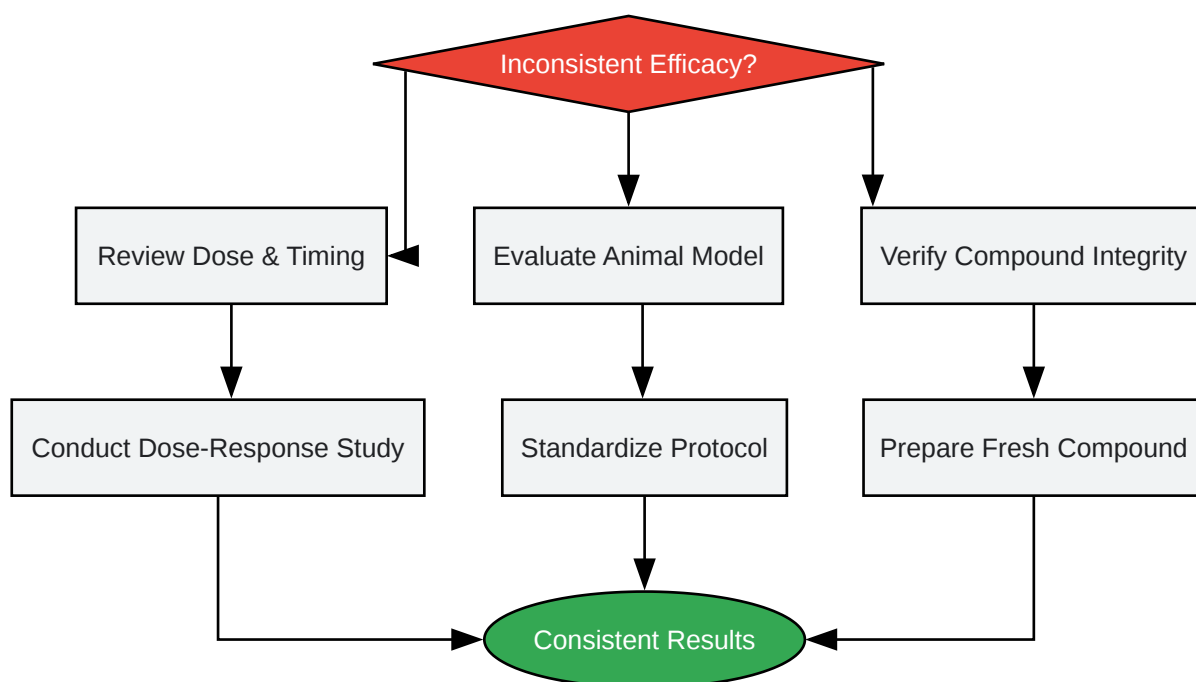 Inconsistent Efficacy?
Review Dose & Timing
Evaluate Animal Model
Verify Compound Integrity
Conduct Dose-Response Study
Standardize Protocol
Prepare Fresh Compound
Consistent Results